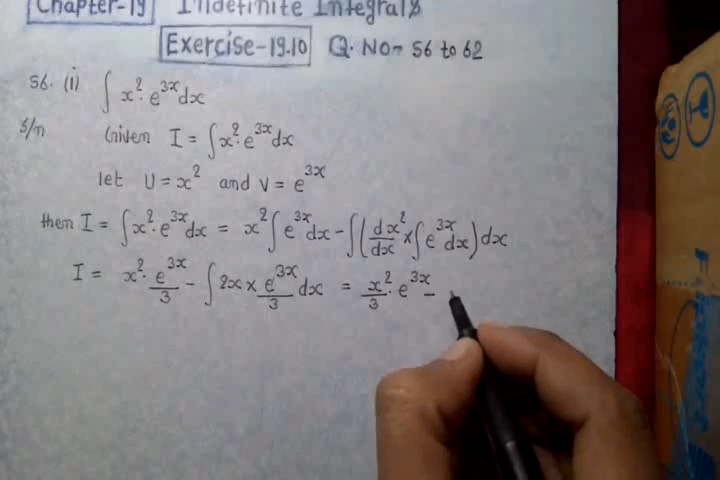 Chapter-19 Indefinite Integrals
Exercise-19.10 Q. No- 56 to 62
56. (i) ∫ x². e^3x dx
S/n Given I = ∫ x². e^3x dx
let U = x² and V = e^3x
then I = ∫ x². e^3x dx = x² ∫ e^3x dx - ∫ (dx²/dx × ∫ e^3x dx) dx
I = x². e^3x/3 - ∫ 2x × e^3x/3 dx = x²/3 . e^3x -